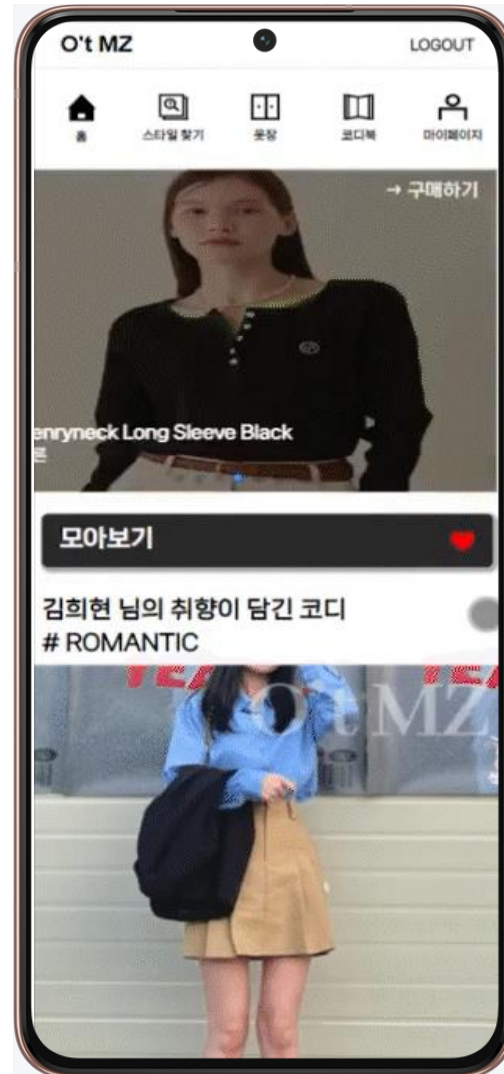 O't MZ
LOGOUT
홈
스타일 찾기
옷장
코디북
마이페이지
→ 구매하기
enryneck Long Sleeve Black
론
모아보기
김희현 님의 취향이 담긴 코디
# ROMANTIC
O't MZ